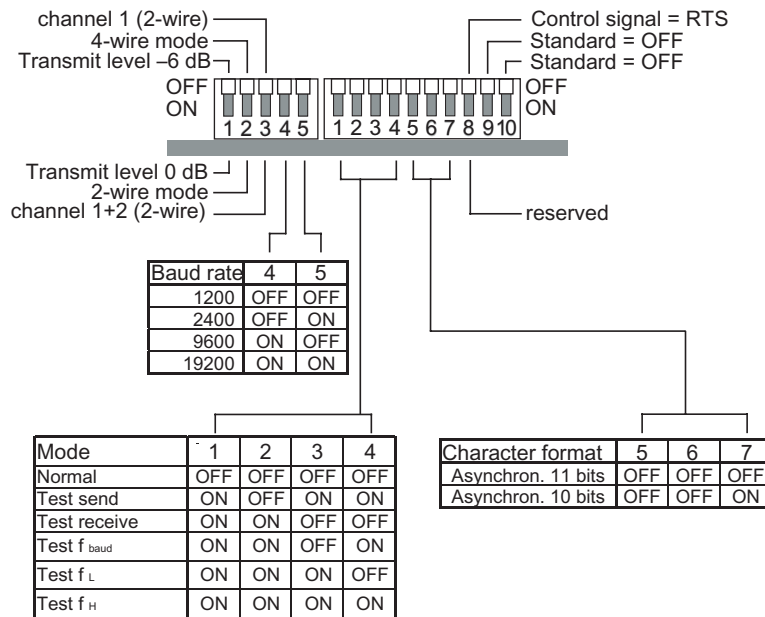 channel 1 (2-wire)
4-wire mode
Transmit level –6 dB
Control signal = RTS
Standard = OFF
Standard = OFF
OFF
ON
OFF
ON
1 2 3 4 5
1 2 3 4 5 6 7 8 9 10
Transmit level 0 dB
2-wire mode
channel 1+2 (2-wire)
reserved
Baud rate 4 5
1200 OFF OFF
2400 OFF ON
9600 ON OFF
19200 ON ON
Mode 1 2 3 4
Normal OFF OFF OFF OFF
Test send ON OFF ON ON
Test receive ON ON OFF OFF
Test f baud ON ON OFF ON
Test f L ON ON ON OFF
Test f H ON ON ON ON
Character format 5 6 7
Asynchron. 11 bits OFF OFF OFF
Asynchron. 10 bits OFF OFF ON